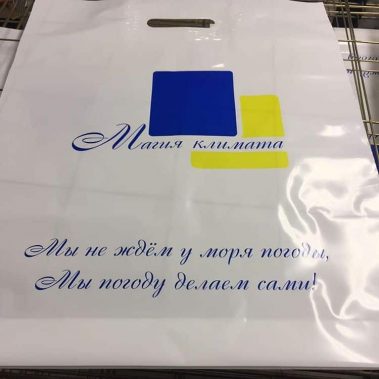 Магия климата
Мы не ждём у моря погоды,
Мы погоду делаем сами!